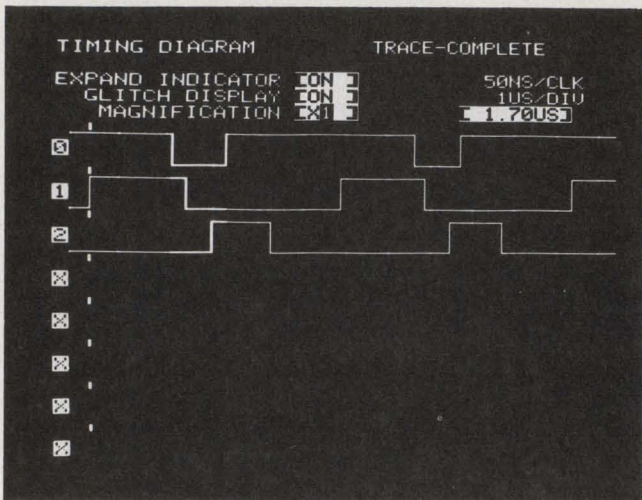 TIMING DIAGRAM TRACE-COMPLETE
EXPAND INDICATOR [ON ] 50NS/CLK
GLITCH DISPLAY [ON ] 1US/DIV
MAGNIFICATION [X1 ] [ 1.70US]
0
1
2
X
X
X
X
X